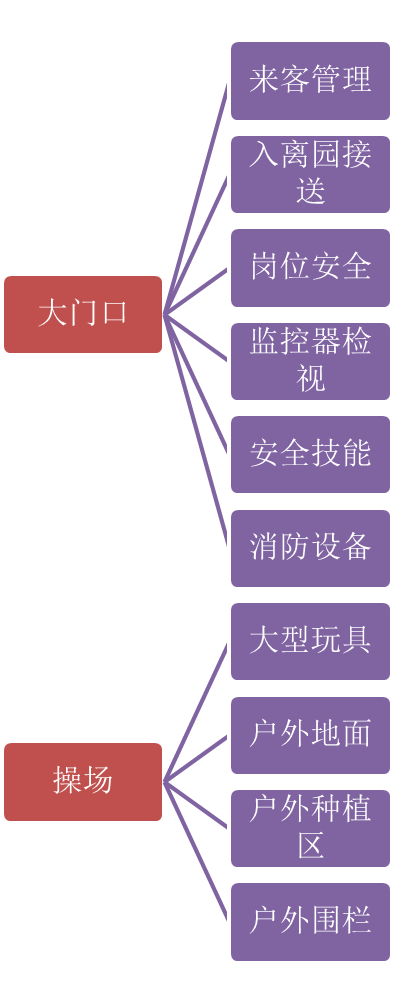 大门口
来客管理
入离园接
送
岗位安全
监控器检
视
安全技能
消防设备
操场
大型玩具
户外地面
户外种植
区
户外围栏